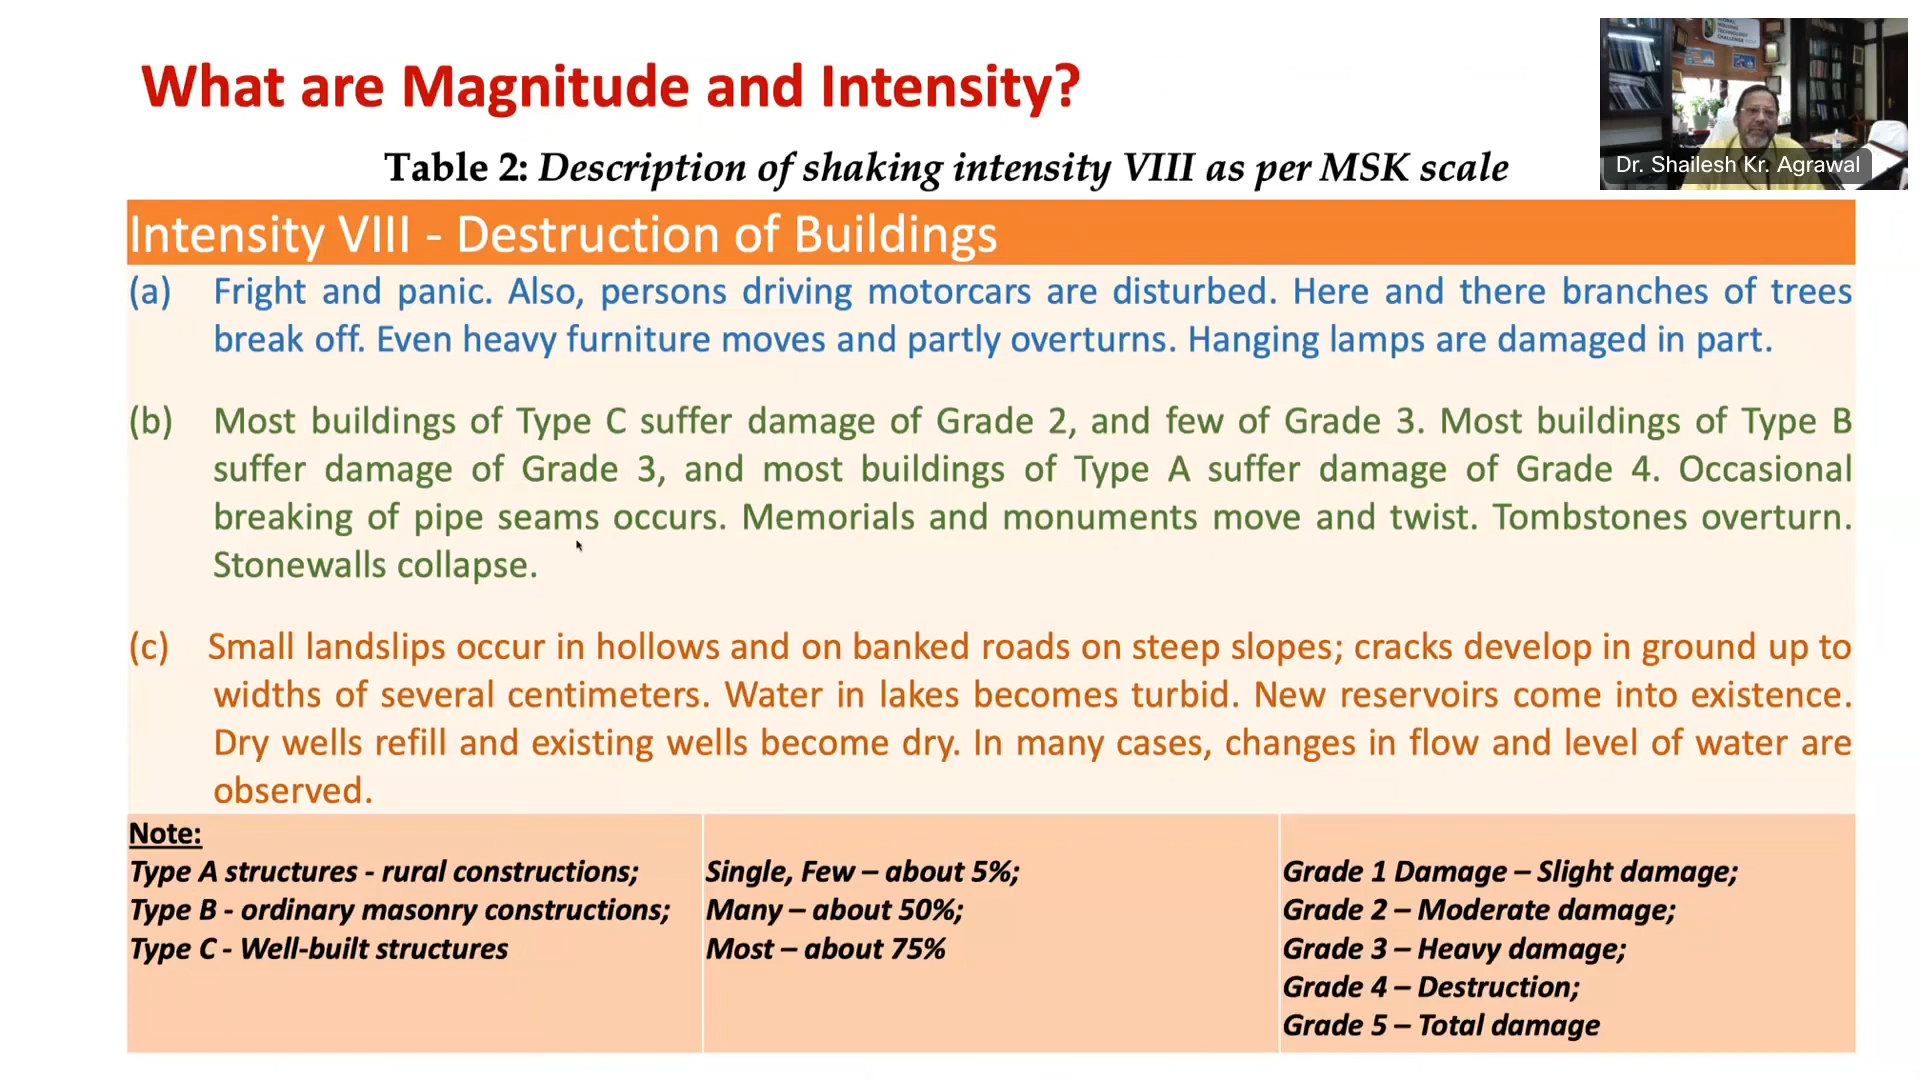 What are Magnitude and Intensity?
Table 2: Description of shaking intensity VIII as per MSK scale
HOUSING
TECHNOLOGY
CHALLENGE
Dr. Shailesh Kr. Agrawal
Intensity VIII - Destruction of Buildings
(a) Fright and panic. Also, persons driving motorcars are disturbed. Here and there branches of trees
break off. Even heavy furniture moves and partly overturns. Hanging lamps are damaged in part.
(b) Most buildings of Type C suffer damage of Grade 2, and few of Grade 3. Most buildings of Type B
suffer damage of Grade 3, and most buildings of Type A suffer damage of Grade 4. Occasional
breaking of pipe seams occurs. Memorials and monuments move and twist. Tombstones overturn.
Stonewalls collapse.
(c) Small landslips occur in hollows and on banked roads on steep slopes; cracks develop in ground up to
widths of several centimeters. Water in lakes becomes turbid. New reservoirs come into existence.
Dry wells refill and existing wells become dry. In many cases, changes in flow and level of water are
observed.
Note:
Type A structures - rural constructions;
Type B - ordinary masonry constructions;
Type C - Well-built structures
Single, Few – about 5%;
Many – about 50%;
Most – about 75%
Grade 1 Damage – Slight damage;
Grade 2 – Moderate damage;
Grade 3 – Heavy damage;
Grade 4 – Destruction;
Grade 5 – Total damage